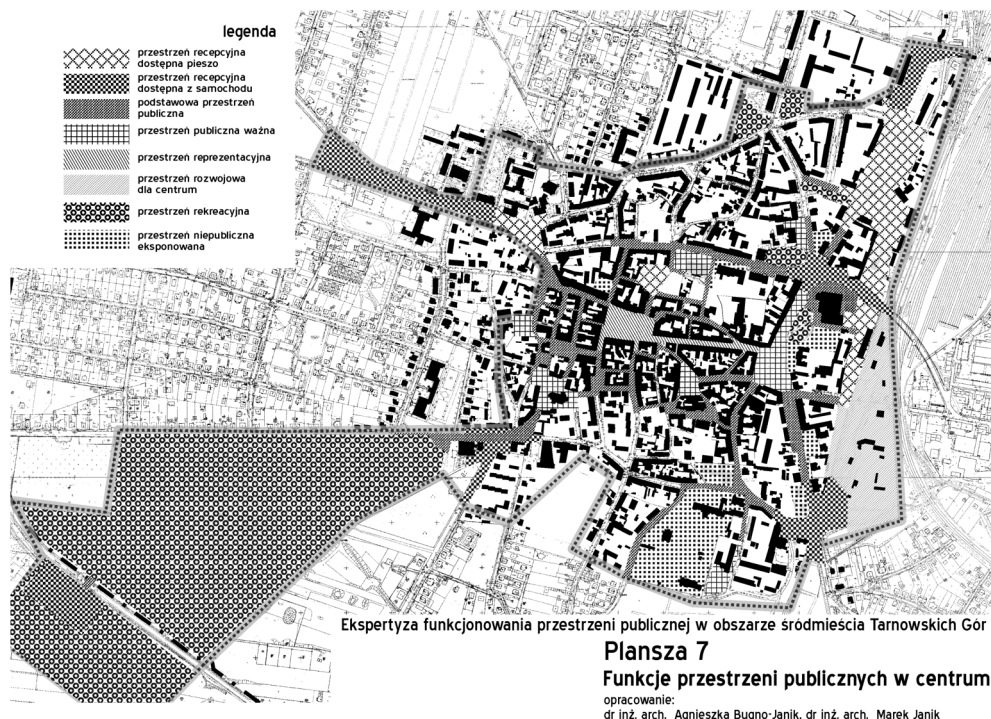 legenda
przestrzeń recepcyjna
dostępna pieszo
przestrzeń recepcyjna
dostępna z samochodu
podstawowa przestrzeń
publiczna
przestrzeń publiczna ważna
przestrzeń reprezentacyjna
przestrzeń rozwojowa
dla centrum
przestrzeń rekreacyjna
przestrzeń niepubliczna
eksponowana
Ekspertyza funkcjonowania przestrzeni publicznej w obszarze śródmieścia Tarnowskich Gór
Plansza 7
Funkcje przestrzeni publicznych w centrum
opracowanie:
dr inż. arch. Agnieszka Bugno-Janik, dr inż. arch. Marek Janik